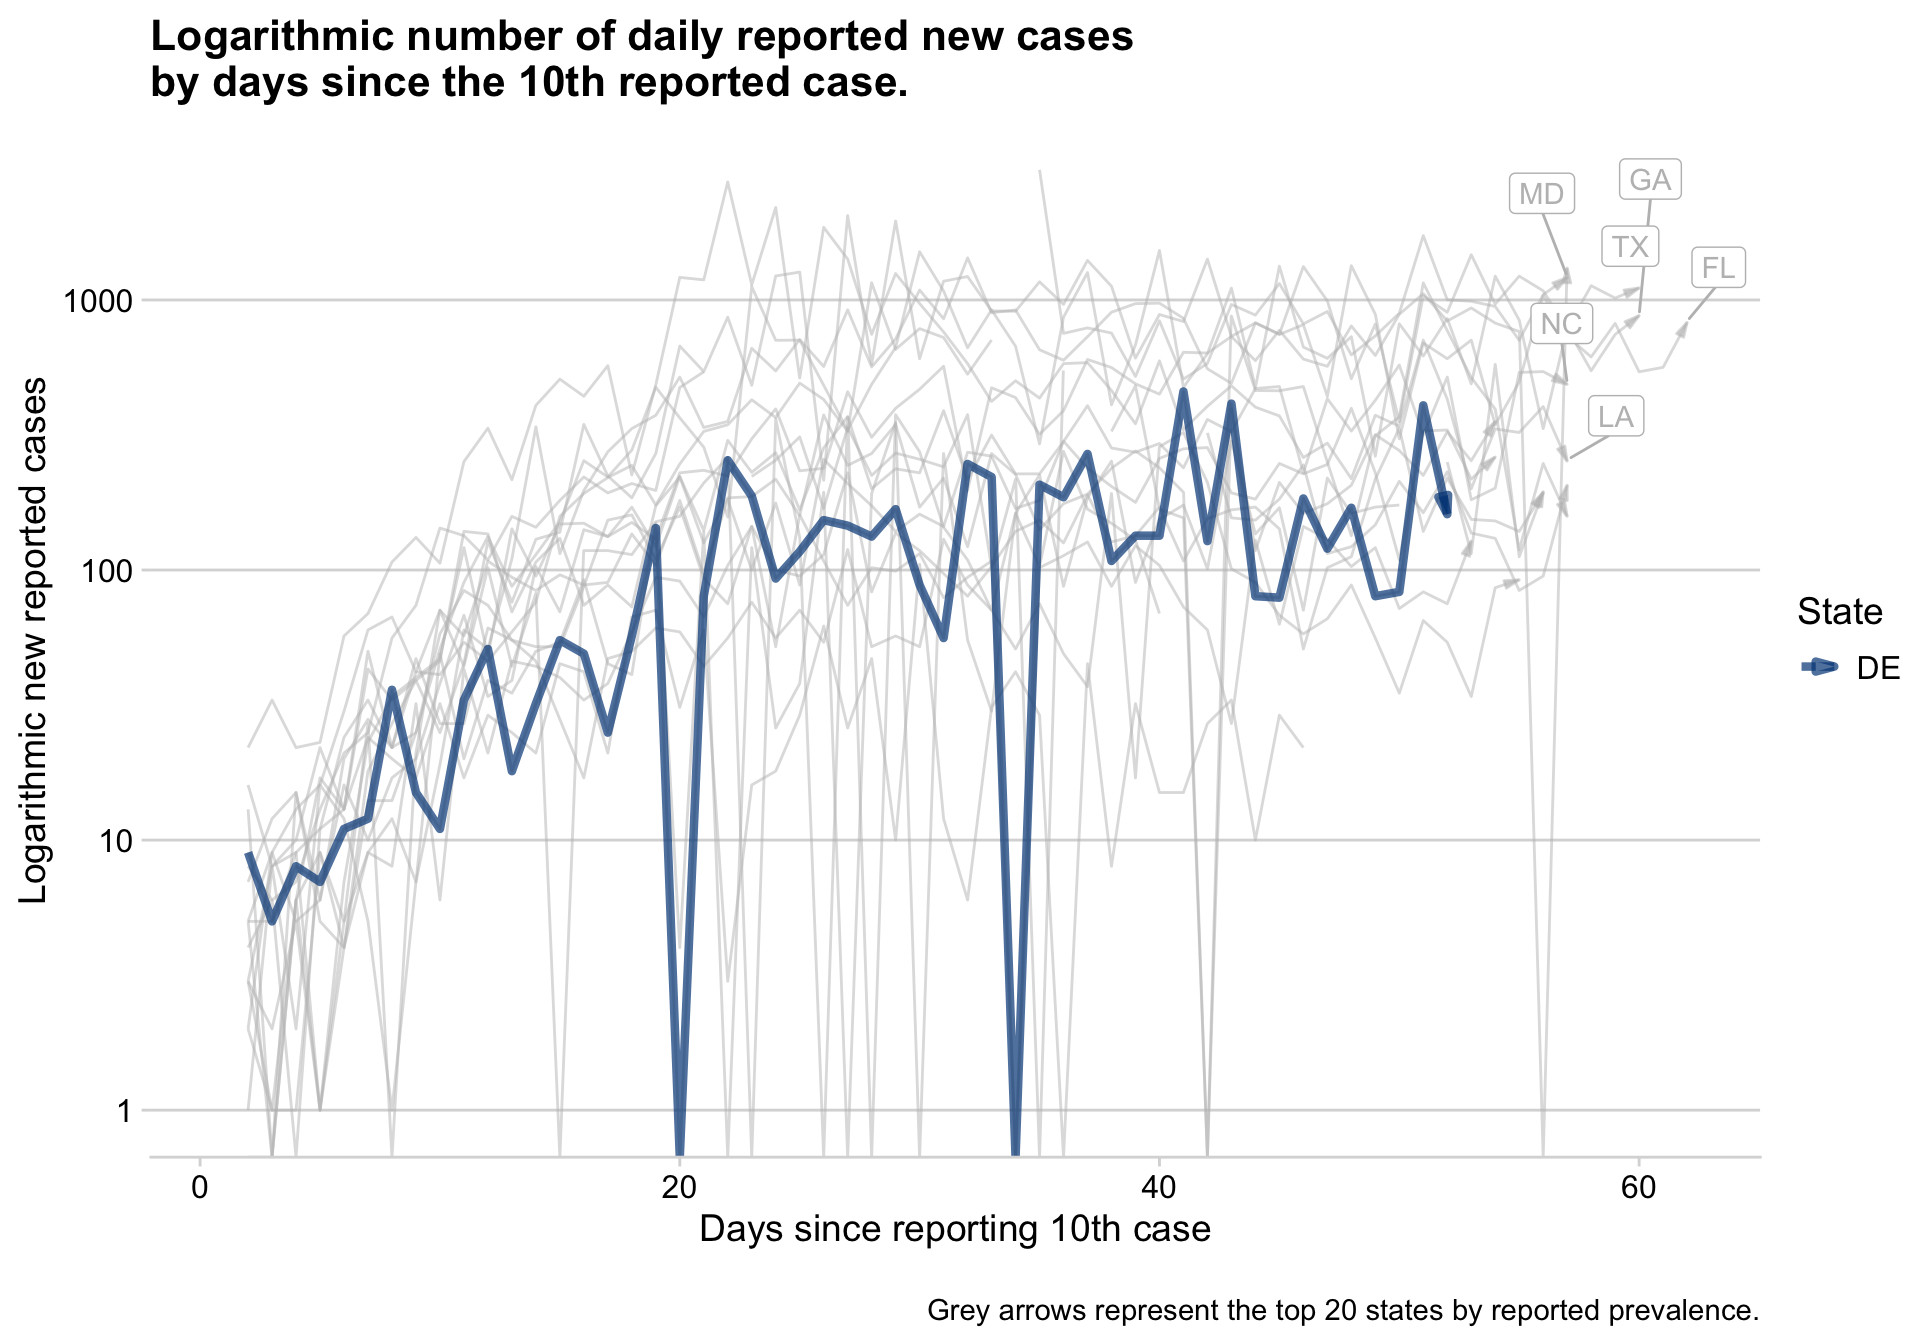 Logarithmic number of daily reported new cases
by days since the 10th reported case.
MD
GA
TX
FL
NC
LA
1000
100
10
1
Logarithmic new reported cases
0
20
40
60
Days since reporting 10th case
State
DE
Grey arrows represent the top 20 states by reported prevalence.